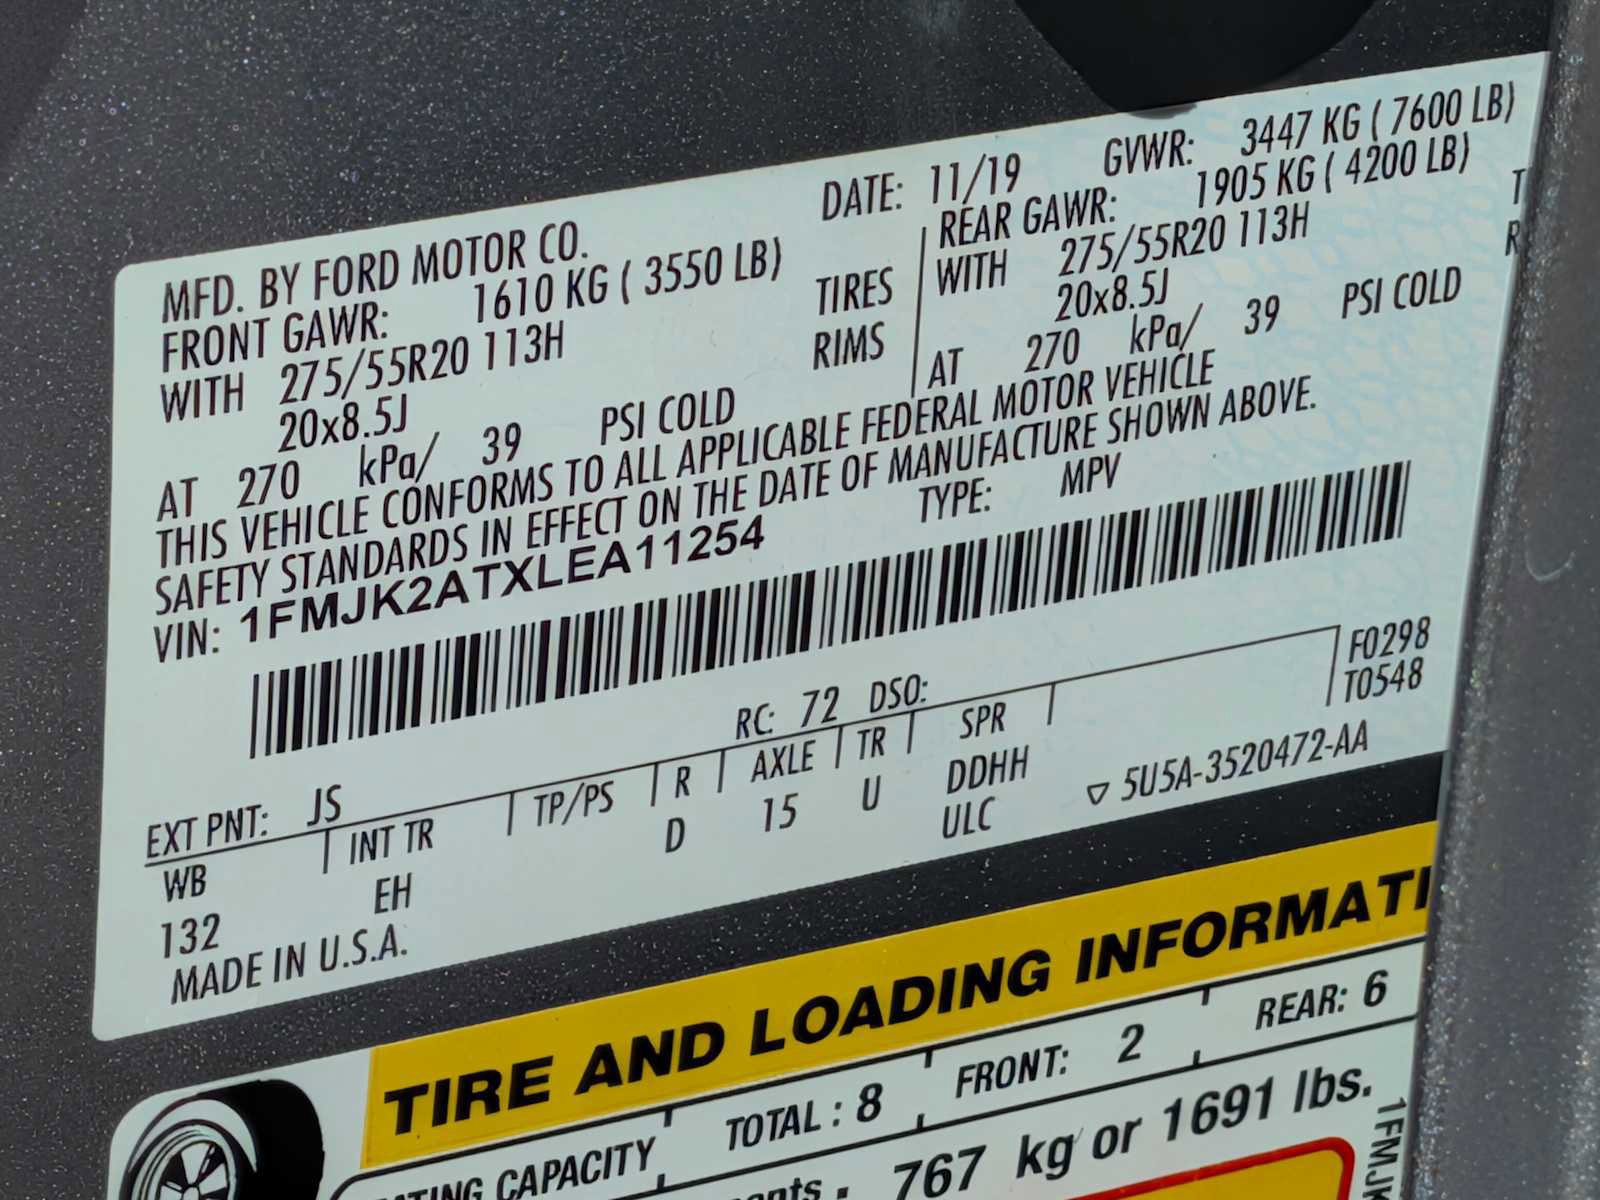 MFD. BY FORD MOTOR CO. DATE: 11/19 GVWR: 3447 KG ( 7600 LB)
FRONT GAWR: 1610 KG ( 3550 LB) REAR GAWR: 1905 KG ( 4200 LB)
WITH 275/55R20 113H TIRES WITH 275/55R20 113H T
20x8.5J RIMS 20x8.5J R
AT 270 kPa/ 39 PSI COLD AT 270 kPa/ 39 PSI COLD
THIS VEHICLE CONFORMS TO ALL APPLICABLE FEDERAL MOTOR VEHICLE
SAFETY STANDARDS IN EFFECT ON THE DATE OF MANUFACTURE SHOWN ABOVE.
VIN: 1FMJK2ATXLEA11254 TYPE: MPV
F0298
T0548
EXT PNT: JS RC: 72 DSO:
WB INT TR TP/PS R AXLE TR SPR
132 EH D 15 U DDHH
ULC
MADE IN U.S.A. 5U5A-3520472-AA
TIRE AND LOADING INFORMATI
CAPACITY TOTAL : 8 FRONT: 2 REAR: 6
767 kg or 1691 lbs.
1FMJK